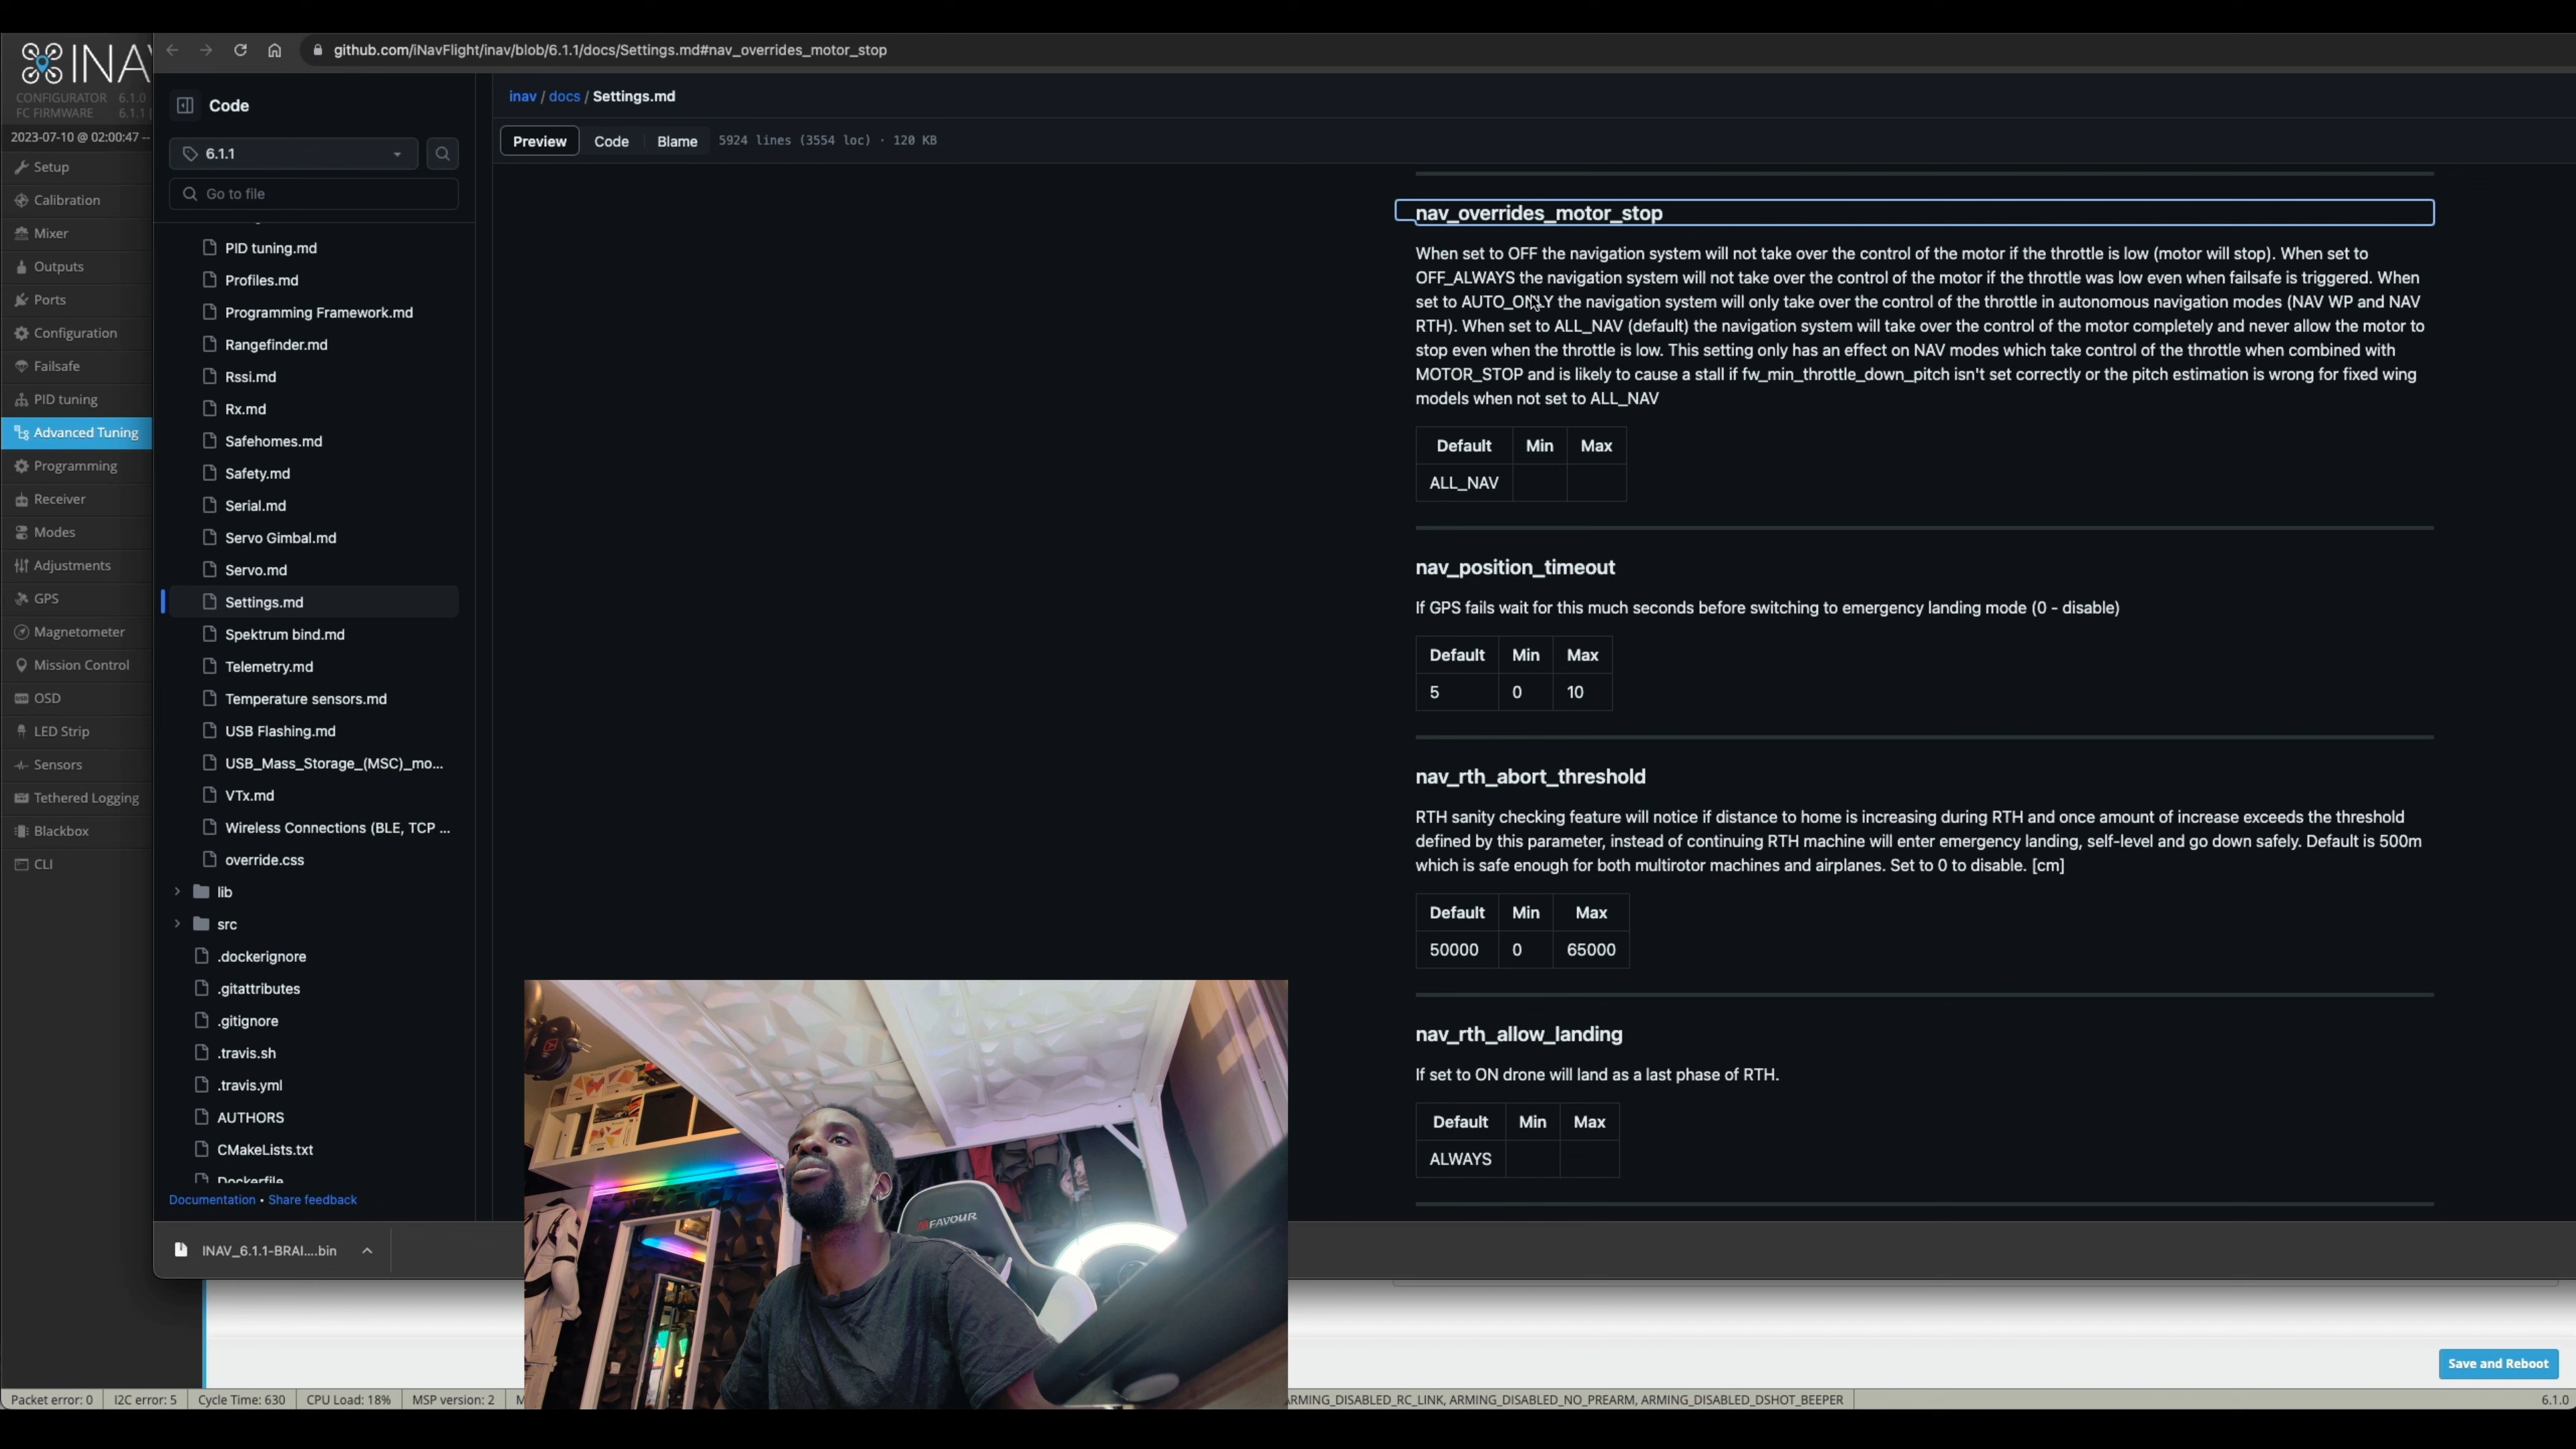 INAV
CONFIGURATOR 6.1.0
FC FIRMWARE 6.1.1
2023-07-10 @ 02:00:47 --
Setup
Calibration
Mixer
Outputs
Ports
Configuration
Failsafe
PID tuning
Advanced Tuning
Programming
Receiver
Modes
Adjustments
GPS
Magnetometer
Mission Control
OSD
LED Strip
Sensors
Tethered Logging
Blackbox
CLI
github.com/iNavFlight/inav/blob/6.1.1/docs/Settings.md#nav_overrides_motor_stop
Code
6.1.1
Go to file
PID tuning.md
Profiles.md
Programming Framework.md
Rangefinder.md
Rssi.md
Rx.md
Safehomes.md
Safety.md
Serial.md
Servo Gimbal.md
Servo.md
Settings.md
Spektrum bind.md
Telemetry.md
Temperature sensors.md
USB Flashing.md
USB_Mass_Storage_(MSC)_mo...
VTx.md
Wireless Connections (BLE, TCP ...
override.css
lib
src
.dockerignore
.gitattributes
.gitignore
.travis.sh
.travis.yml
AUTHORS
CMakeLists.txt
Dockerfile
Documentation • Share feedback
inav / docs / Settings.md
Preview Code Blame 5924 lines (3554 loc) · 120 KB
nav_overrides_motor_stop
When set to OFF the navigation system will not take over the control of the motor if the throttle is low (motor will stop). When set to
OFF_ALWAYS the navigation system will not take over the control of the motor if the throttle was low even when failsafe is triggered. When
set to AUTO_ONLY the navigation system will only take over the control of the throttle in autonomous navigation modes (NAV WP and NAV
RTH). When set to ALL_NAV (default) the navigation system will take over the control of the motor completely and never allow the motor to
stop even when the throttle is low. This setting only has an effect on NAV modes which take control of the throttle when combined with
MOTOR_STOP and is likely to cause a stall if fw_min_throttle_down_pitch isn't set correctly or the pitch estimation is wrong for fixed wing
models when not set to ALL_NAV
Default Min Max
ALL_NAV
nav_position_timeout
If GPS fails wait for this much seconds before switching to emergency landing mode (0 - disable)
Default Min Max
5 0 10
nav_rth_abort_threshold
RTH sanity checking feature will notice if distance to home is increasing during RTH and once amount of increase exceeds the threshold
defined by this parameter, instead of continuing RTH machine will enter emergency landing, self-level and go down safely. Default is 500m
which is safe enough for both multirotor machines and airplanes. Set to 0 to disable. [cm]
Default Min Max
50000 0 65000
nav_rth_allow_landing
If set to ON drone will land as a last phase of RTH.
Default Min Max
ALWAYS
FAVOUR
INAV_6.1.1-BRAI....bin
Save and Reboot
Packet error: 0 I2C error: 5 Cycle Time: 630 CPU Load: 18% MSP version: 2 M
ARMING_DISABLED_RC_LINK, ARMING_DISABLED_NO_PREARM, ARMING_DISABLED_DSHOT_BEEPER
6.1.0